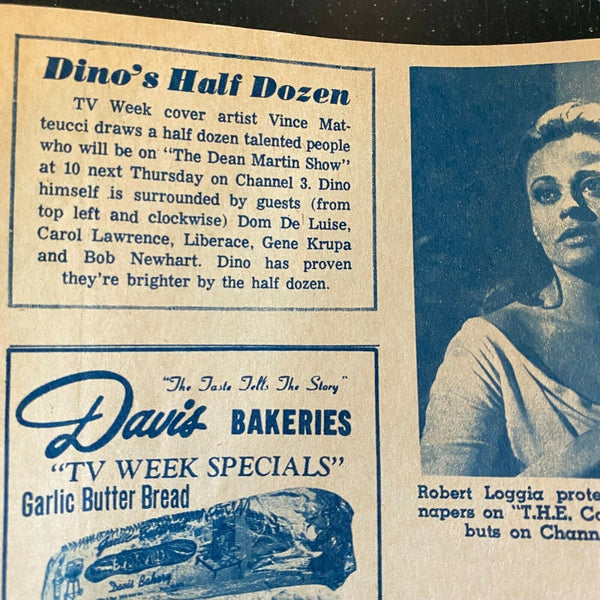 Dino's Half Dozen
TV Week cover artist Vince Mat-
teucci draws a half dozen talented people
who will be on "The Dean Martin Show"
at 10 next Thursday on Channel 3. Dino
himself is surrounded by guests (from
top left and clockwise) Dom De Luise,
Carol Lawrence, Liberace, Gene Krupa
and Bob Newhart. Dino has proven
they're brighter by the half dozen.
"The Taste Tells The Story"
Davis BAKERIES
"TV WEEK SPECIALS"
Garlic Butter Bread
Davis Bakery
Robert Loggia prote
napers on "T.H.E. Ca
buts on Chann